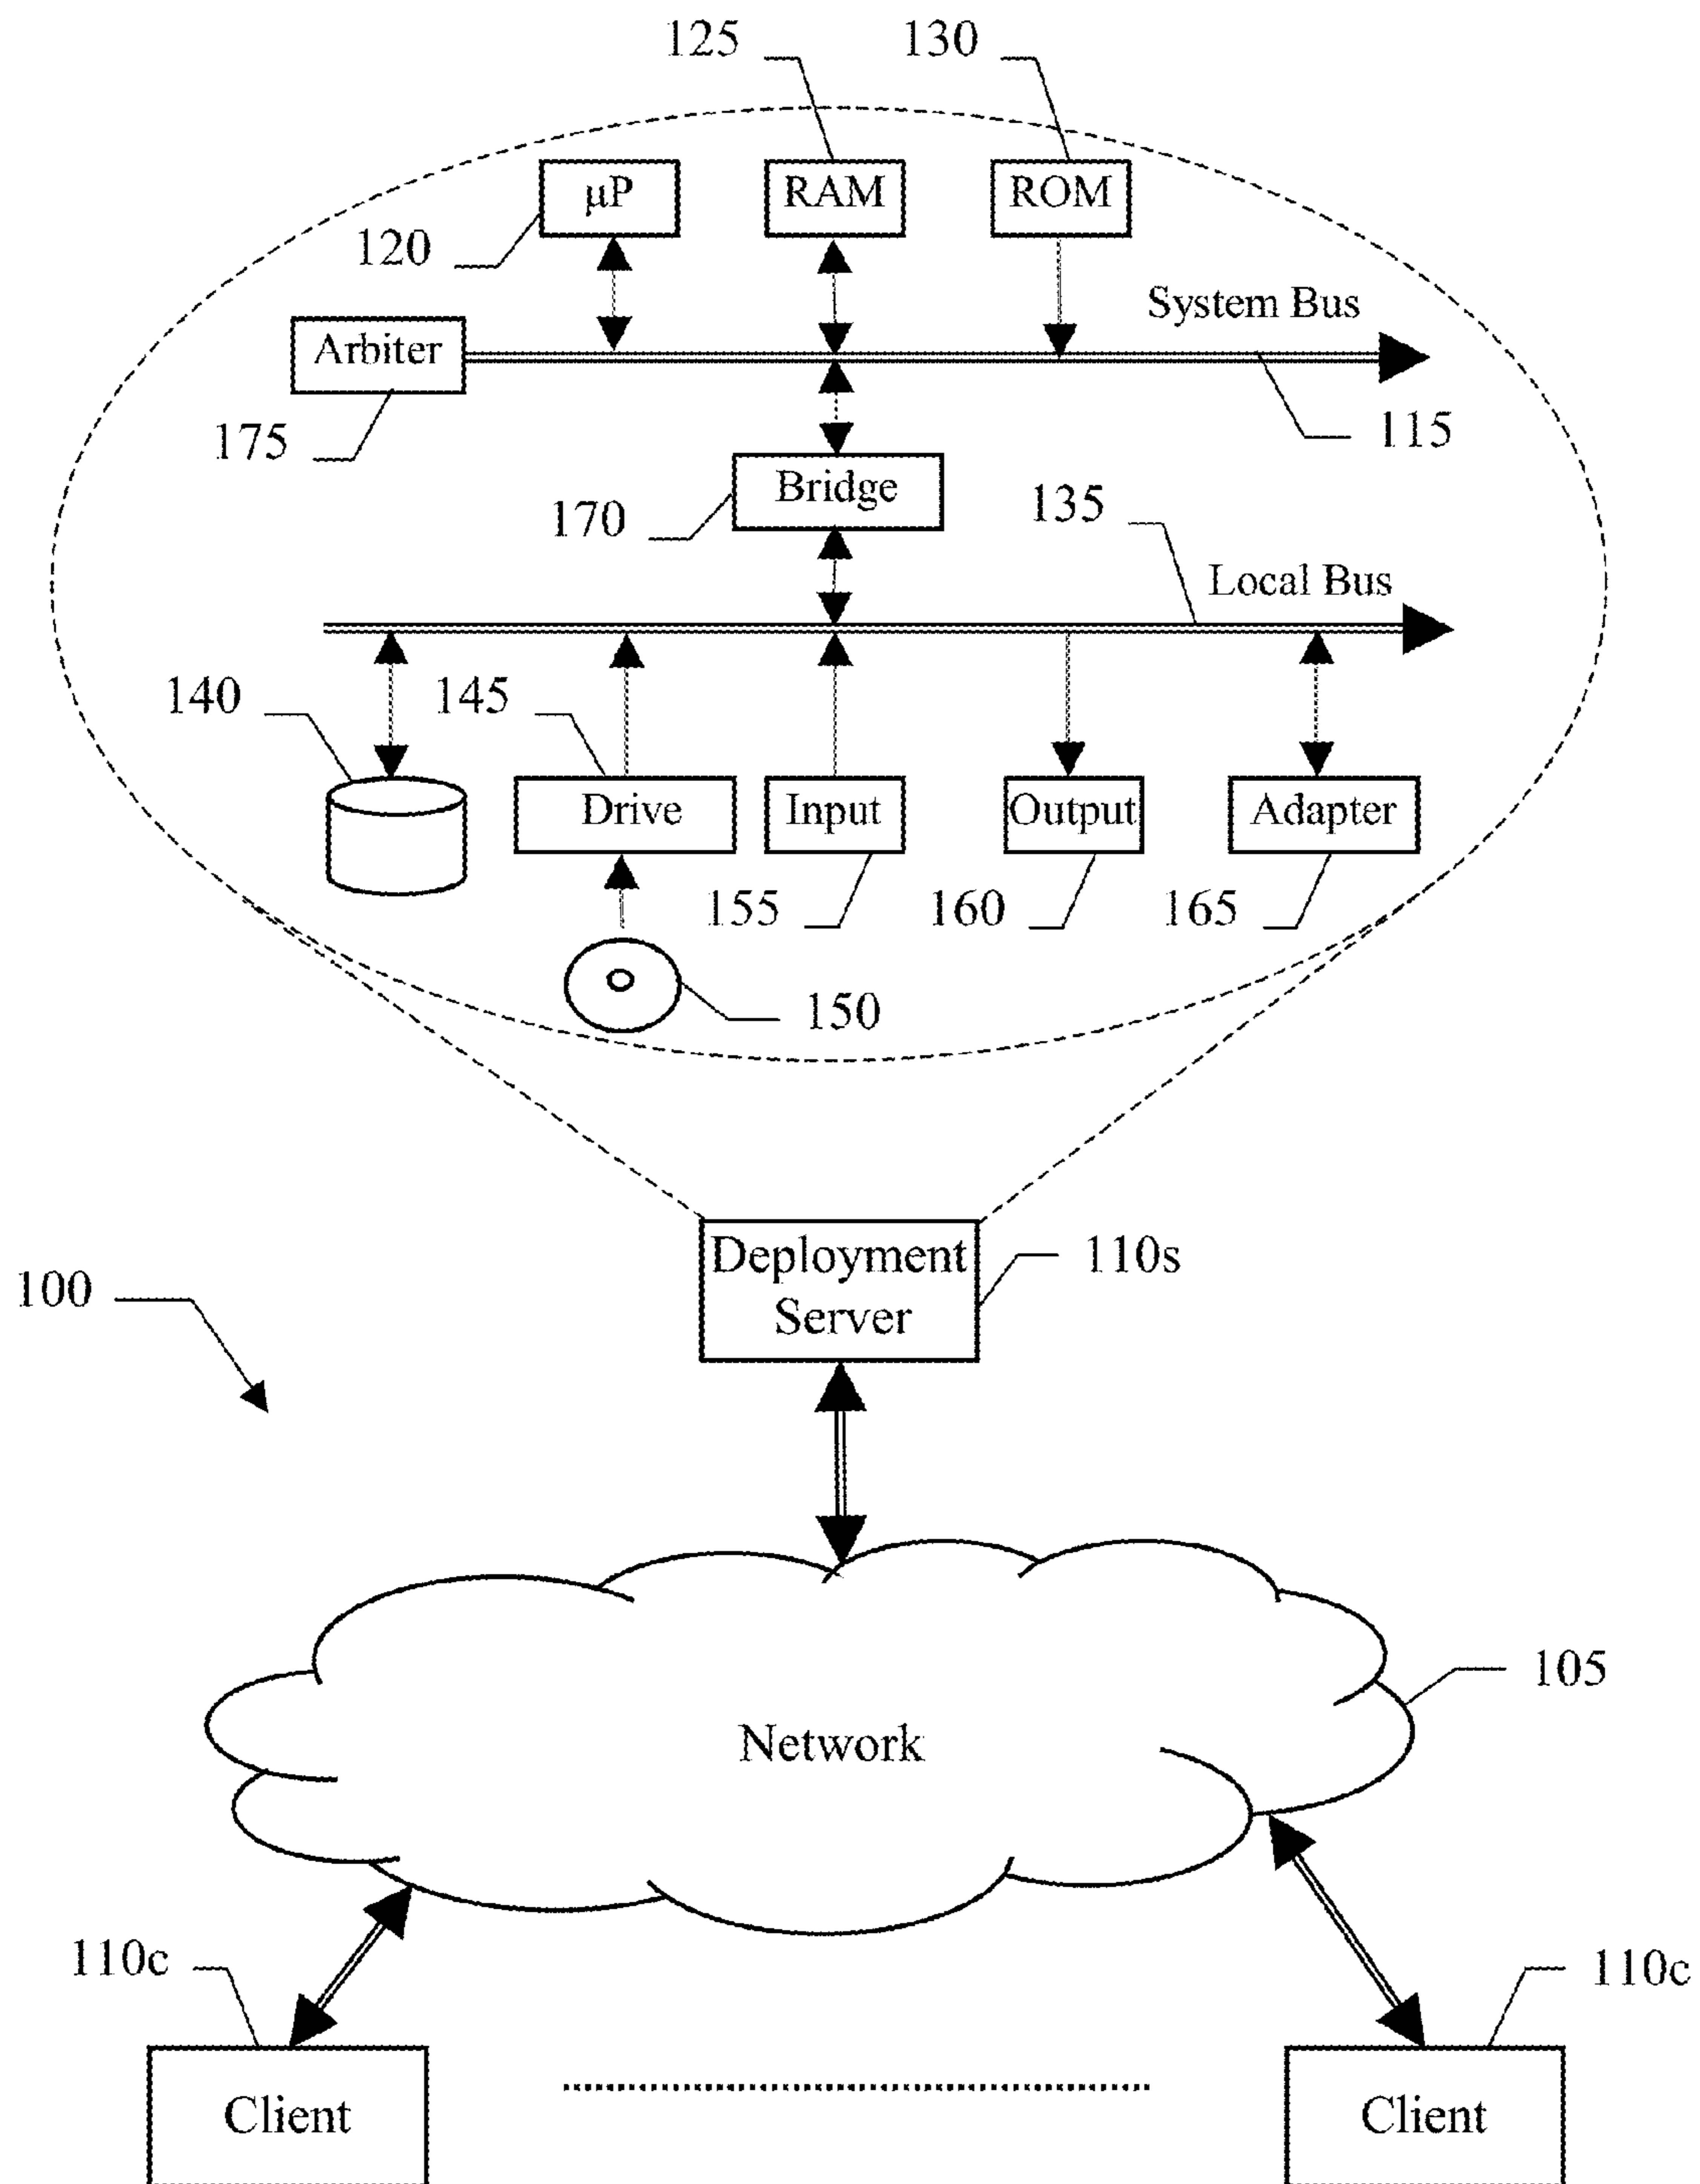 125
130
µP
RAM
ROM
120
System Bus
Arbiter
175
115
Bridge
170
135
Local Bus
140
145
Drive
Input
Output
Adapter
155
160
165
150
Deployment
Server
110s
100
105
Network
110c
110c
Client
Client